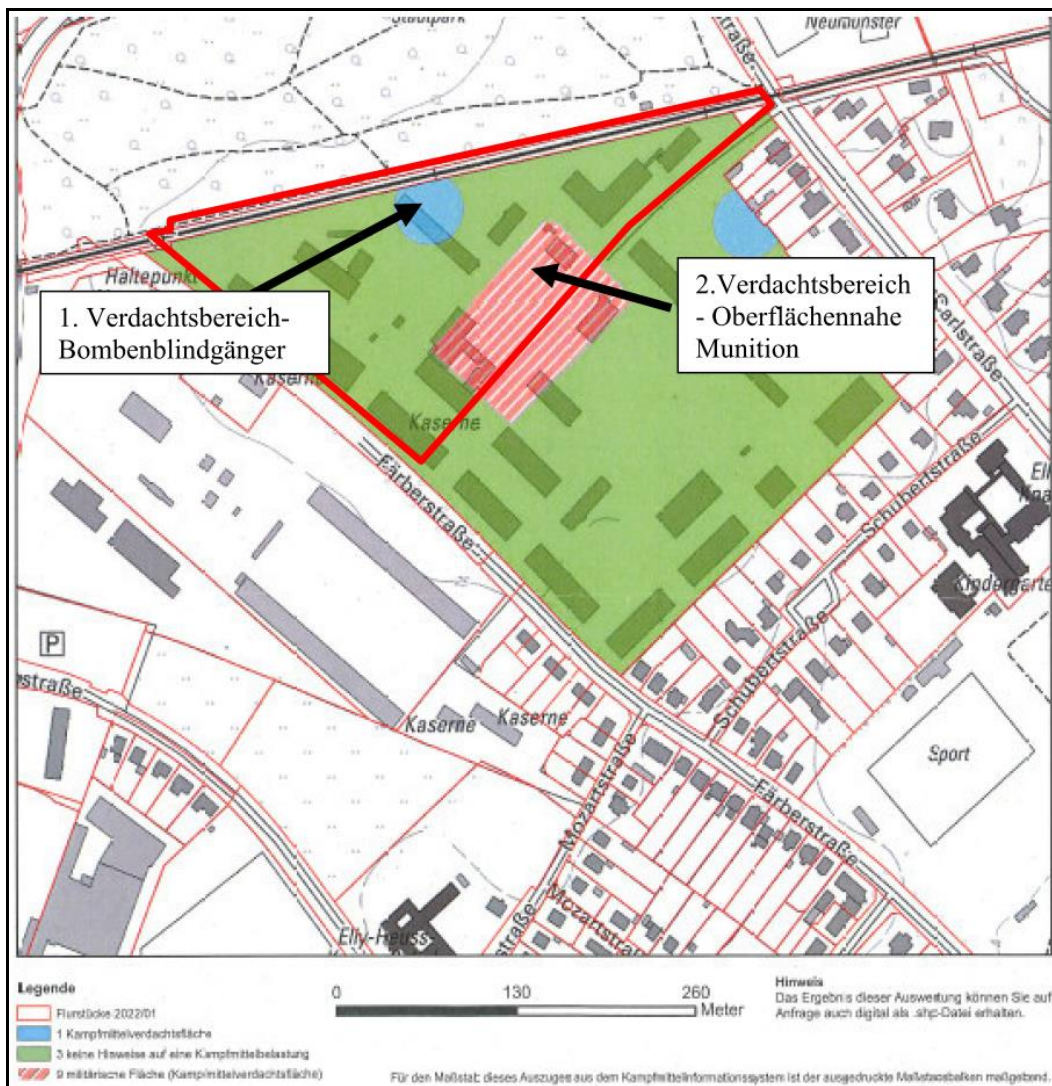 Stadtpark
Neumünster
Haltepunkt
1. Verdachtsbereich-
Bombenblindgänger
2.Verdachtsbereich
- Oberflächennahe
Munition
Carlstraße
Kaserne
Kaserne
Färberstraße
Schubertstraße
Kindergarte
P
straße
Schubertstraße
Kaserne
Kaserne
Sport
Mozartstraße
Färberstraße
Mozartstraße
Elly-Heuss-
straße
Legende
Flurstücke 2022/01
1 Kampfmittelverdachtsfläche
3 keine Hinweise auf eine Kampfmittelbelastung
9 militärische Fläche (Kampfmittelverdachtsfläche)
0 130 260
Meter
Hinweis
Das Ergebnis dieser Auswertung können Sie auf
Anfrage auch digital als .shp-Datei erhalten.
Für den Maßstab dieses Auszuges aus dem Kampfmittelinformationssystem ist der ausgedruckte Maßstabsbalken maßgebend.